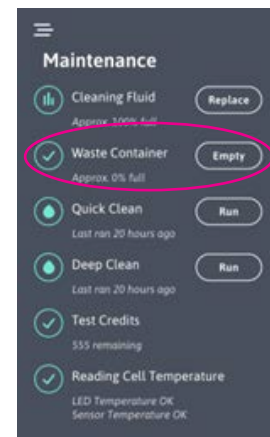 Maintenance
Cleaning Fluid
Replace
Approx. 100% full
Waste Container
Empty
Approx. 0% full
Quick Clean
Run
Last ran 20 hours ago
Deep Clean
Run
Last ran 20 hours ago
Test Credits
555 remaining
Reading Cell Temperature
LED Temperature OK
Sensor Temperature OK